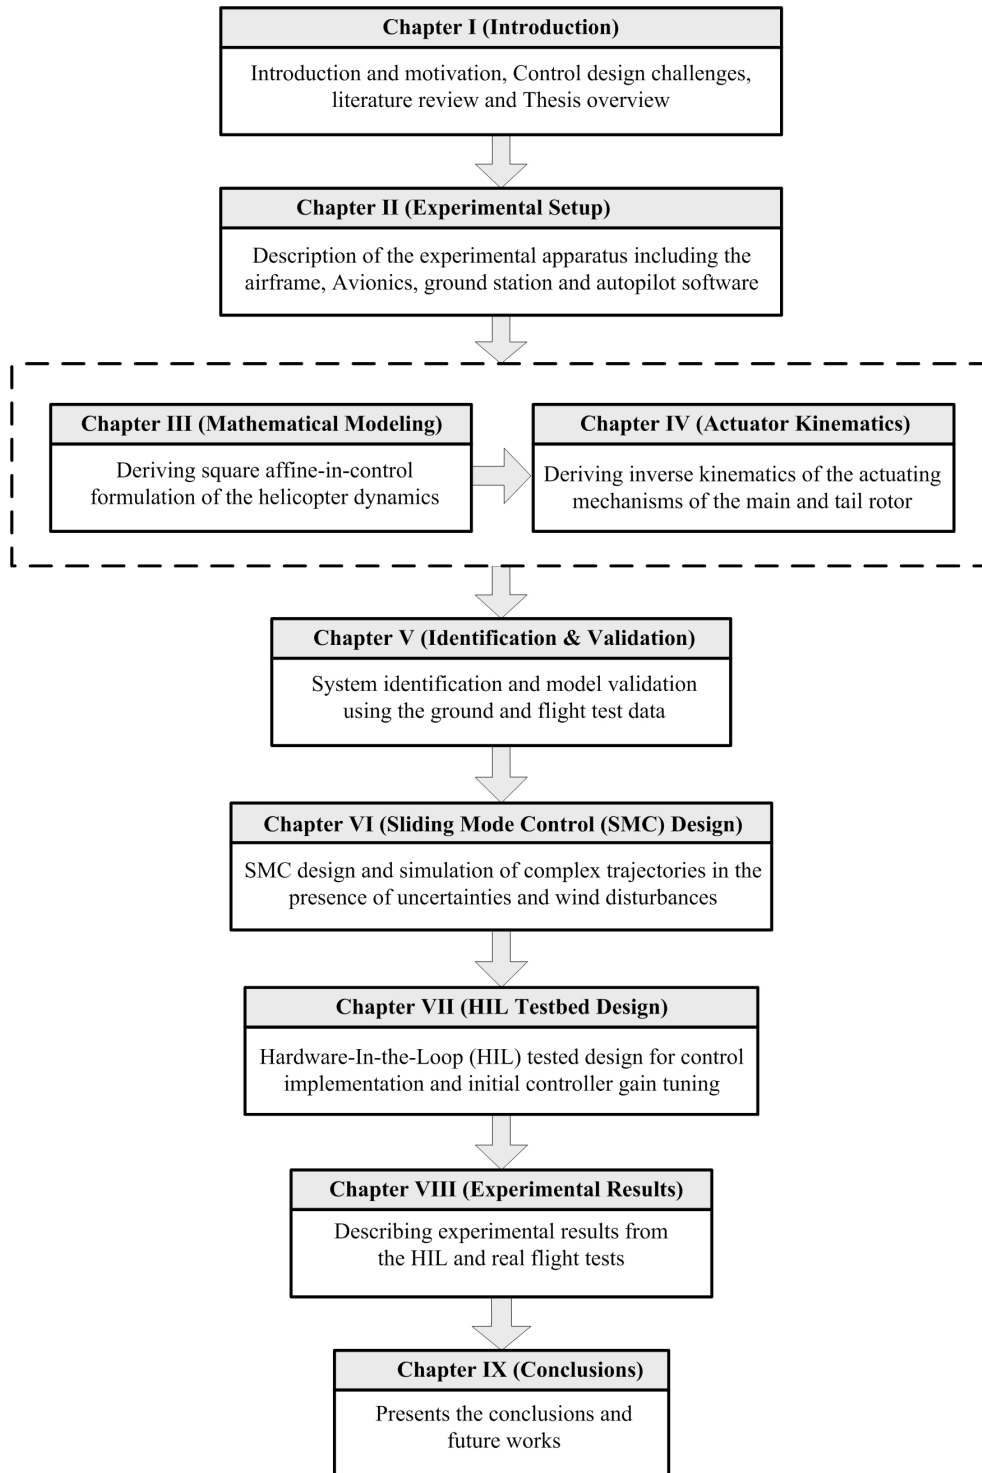 Chapter I (Introduction)
Introduction and motivation, Control design challenges,
literature review and Thesis overview
Chapter II (Experimental Setup)
Description of the experimental apparatus including the
airframe, Avionics, ground station and autopilot software
Chapter III (Mathematical Modeling)
Deriving square affine-in-control
formulation of the helicopter dynamics
Chapter IV (Actuator Kinematics)
Deriving inverse kinematics of the actuating
mechanisms of the main and tail rotor
Chapter V (Identification & Validation)
System identification and model validation
using the ground and flight test data
Chapter VI (Sliding Mode Control (SMC) Design)
SMC design and simulation of complex trajectories in the
presence of uncertainties and wind disturbances
Chapter VII (HIL Testbed Design)
Hardware-In-the-Loop (HIL) tested design for control
implementation and initial controller gain tuning
Chapter VIII (Experimental Results)
Describing experimental results from
the HIL and real flight tests
Chapter IX (Conclusions)
Presents the conclusions and
future works